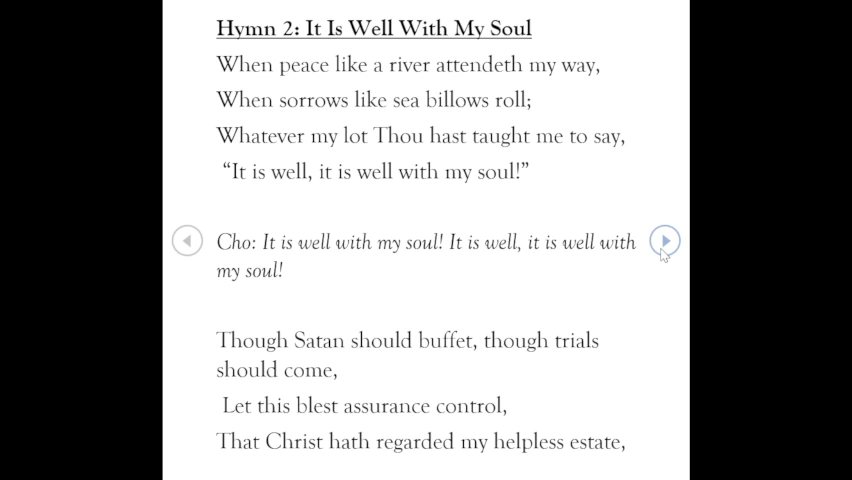 Hymn 2: It Is Well With My Soul
When peace like a river attendeth my way,
When sorrows like sea billows roll;
Whatever my lot Thou hast taught me to say,
“It is well, it is well with my soul!”
Cho: It is well with my soul! It is well, it is well with
my soul!
Though Satan should buffet, though trials
should come,
Let this blest assurance control,
That Christ hath regarded my helpless estate,